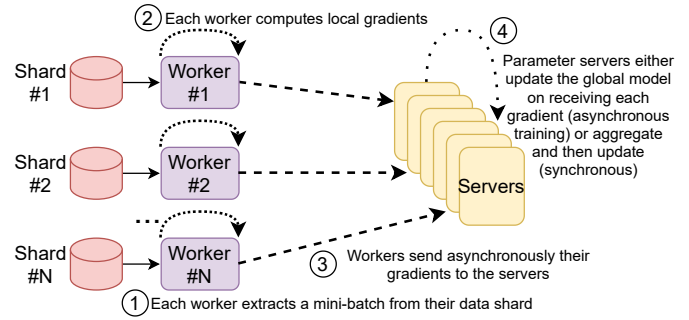 2 Each worker computes local gradients
4
Parameter servers either
update the global model
on receiving each
gradient (asynchronous
training) or aggregate
and then update
(synchronous)
Shard
#1
Worker
#1
Shard
#2
Worker
#2
Servers
Shard
#N
Worker
#N
3 Workers send asynchronously their
gradients to the servers
1 Each worker extracts a mini-batch from their data shard